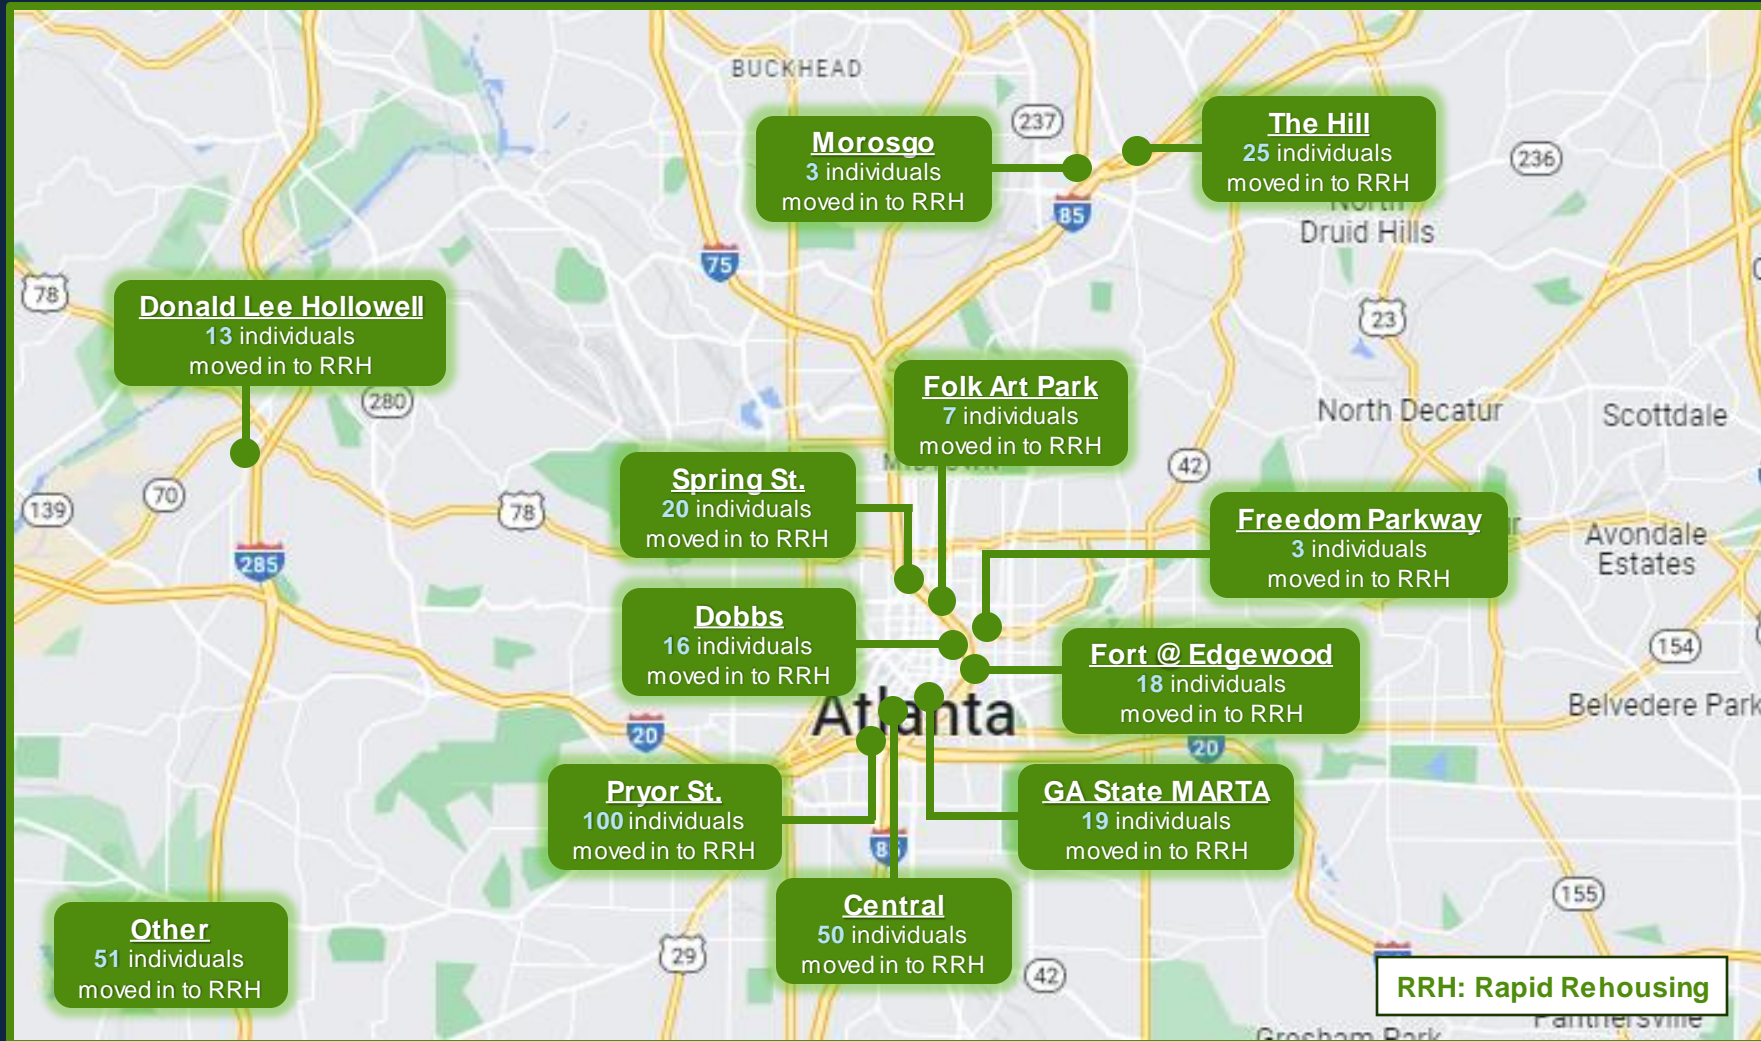 BUCKHEAD
237
Morosgo
3 individuals
moved in to RRH
The Hill
25 individuals
moved in to RRH
236
85
Druid Hills
75
78
Donald Lee Hollowell
13 individuals
moved in to RRH
23
280
Folk Art Park
7 individuals
moved in to RRH
North Decatur
Scottdale
Spring St.
20 individuals
moved in to RRH
42
70
139
78
Freedom Parkway
3 individuals
moved in to RRH
Avondale
Estates
285
Dobbs
16 individuals
moved in to RRH
Fort @ Edgewood
18 individuals
moved in to RRH
154
Belvedere Park
Atlanta
20
20
Pryor St.
100 individuals
moved in to RRH
GA State MARTA
19 individuals
moved in to RRH
85
Central
50 individuals
moved in to RRH
155
Other
51 individuals
moved in to RRH
29
42
RRH: Rapid Rehousing
Panthersville
Gresham Park